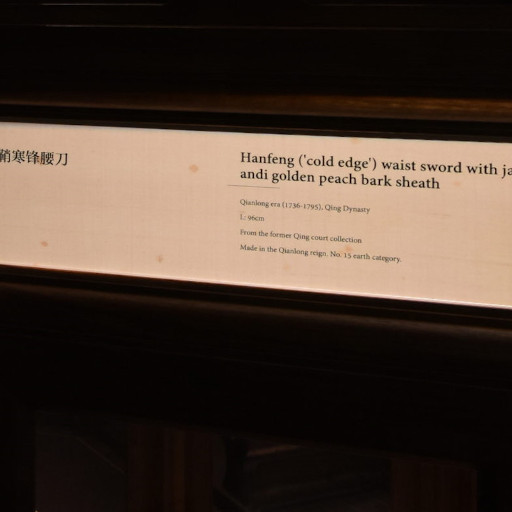 鞘寒锋腰刀
Hanfeng ('cold edge') waist sword with ja
andi golden peach bark sheath
Qianlong era (1736-1795), Qing Dynasty
L: 96cm
From the former Qing court collection
Made in the Qianlong reign. No. 15 earth category.